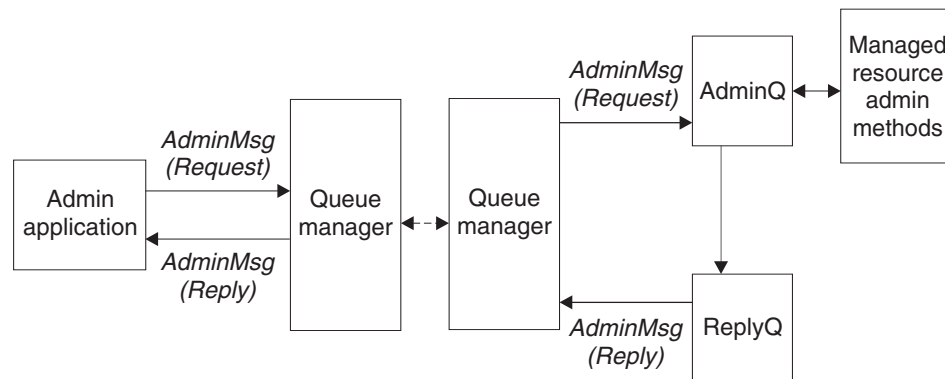 Admin
application
AdminMsg
(Request)
AdminMsg
(Reply)
Queue
manager
Queue
manager
AdminMsg
(Request)
AdminQ
Managed
resource
admin
methods
AdminMsg
(Reply)
ReplyQ